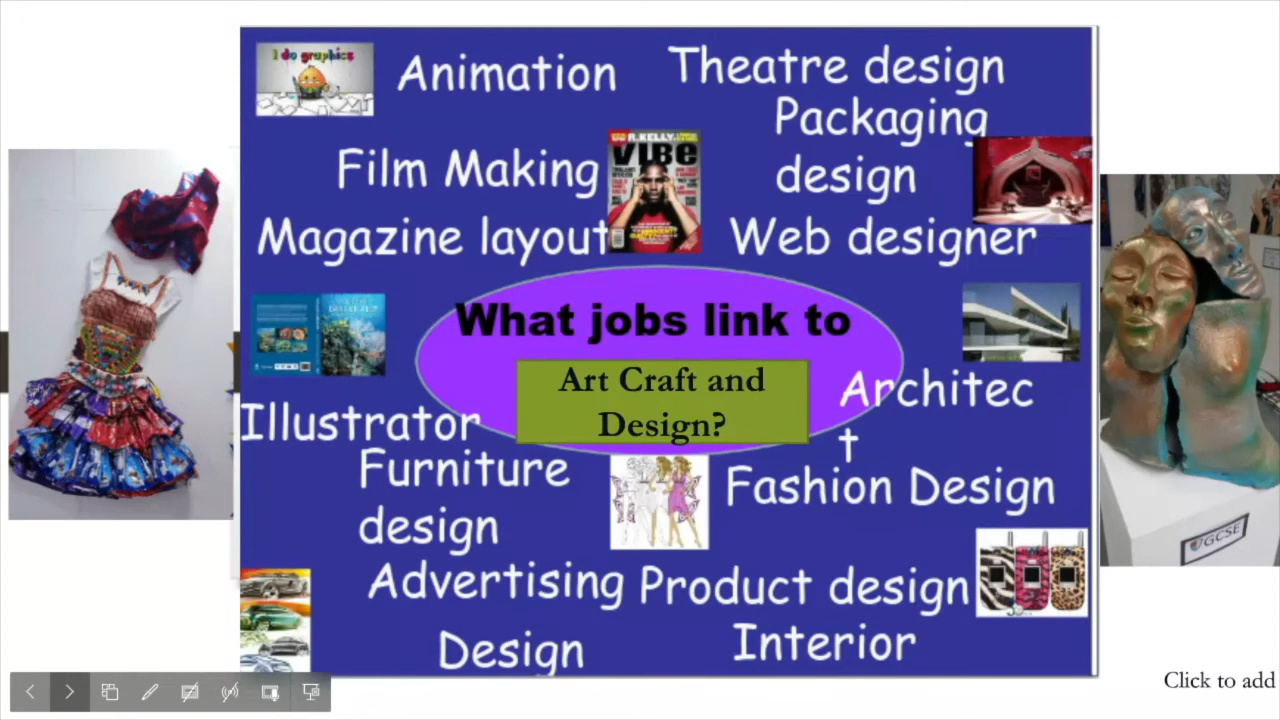 I do graphics
Animation
Theatre design
Packaging
design
Film Making
R.KELLY
VIBE
Magazine layout
Web designer
What jobs link to
Art Craft and
Design?
Architec
t
Illustrator
Furniture
design
Fashion Design
Advertising
Product design
Design
Interior
GCSE
Click to add